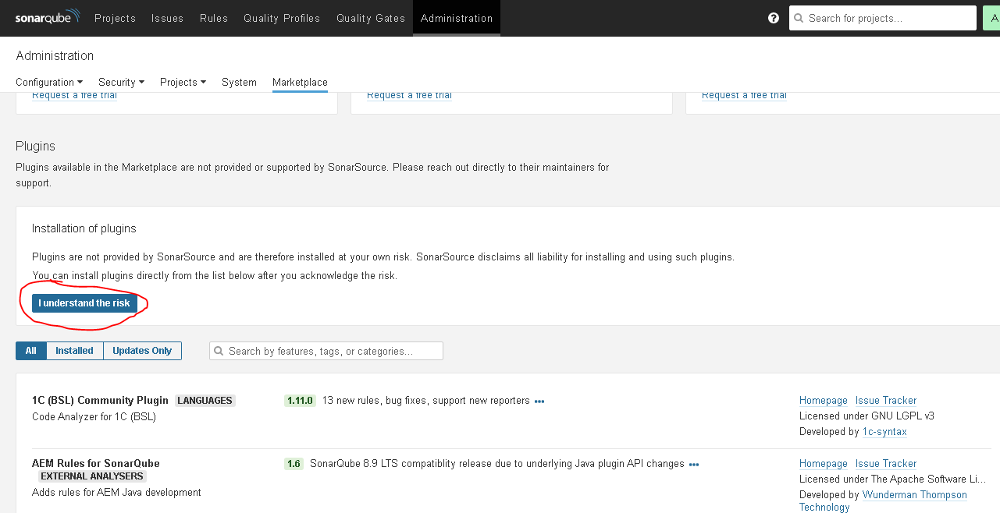 sonarqube Projects Issues Rules Quality Profiles Quality Gates Administration ? Search for projects... A
Administration
Configuration Security Projects System Marketplace
Request a free trial Request a free trial Request a free trial
Plugins
Plugins available in the Marketplace are not provided or supported by SonarSource. Please reach out directly to their maintainers for
support.
Installation of plugins
Plugins are not provided by SonarSource and are therefore installed at your own risk. SonarSource disclaims all liability for installing and using such plugins.
You can install plugins directly from the list below after you acknowledge the risk.
I understand the risk
All Installed Updates Only Search by features, tags, or categories...
1C (BSL) Community Plugin LANGUAGES 1.11.0 13 new rules, bug fixes, support new reporters ••• Homepage Issue Tracker
Code Analyzer for 1C (BSL) Licensed under GNU LGPL v3
Developed by 1c-syntax
AEM Rules for SonarQube 1.6 SonarQube 8.9 LTS compatiblity release due to underlying Java plugin API changes ••• Homepage Issue Tracker
EXTERNAL ANALYSERS Licensed under The Apache Software Li...
Adds rules for AEM Java development Developed by Wunderman Thompson
Technology